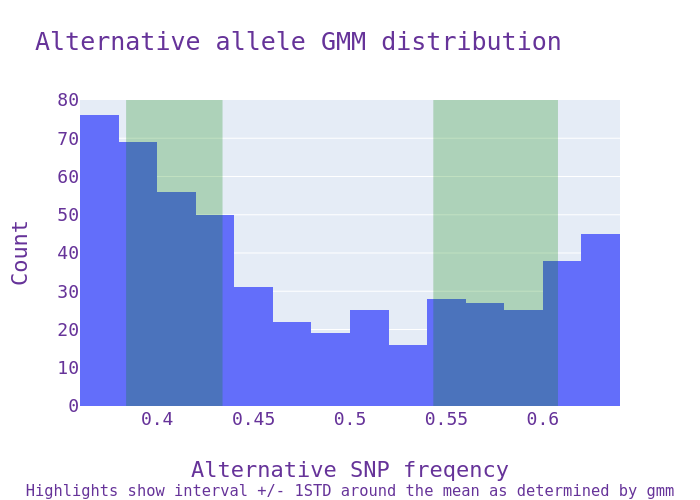 Alternative allele GMM distribution
80
70
60
50
40
30
20
10
0
Count
0.4 0.45 0.5 0.55 0.6
Alternative SNP freqency
Highlights show interval +/- 1STD around the mean as determined by gmm